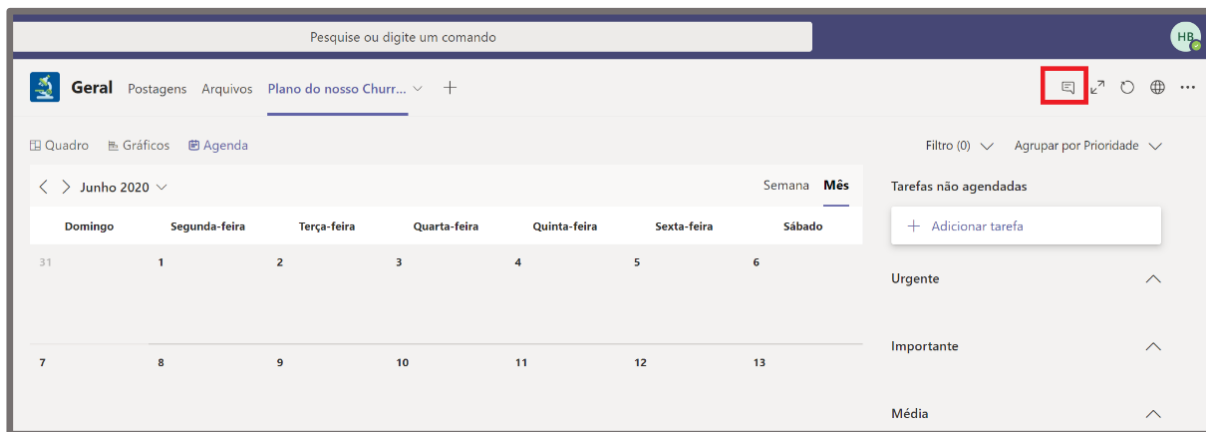 Pesquise ou digite um comando
HB
Geral Postagens Arquivos Plano do nosso Churr...
Quadro Gráficos Agenda
Filtro (0) Agrupar por Prioridade
Junho 2020
Semana Mês
Tarefas não agendadas
Domingo Segunda-feira Terça-feira Quarta-feira Quinta-feira Sexta-feira Sábado
+ Adicionar tarefa
31 1 2 3 4 5 6
Urgente
Importante
7 8 9 10 11 12 13
Média